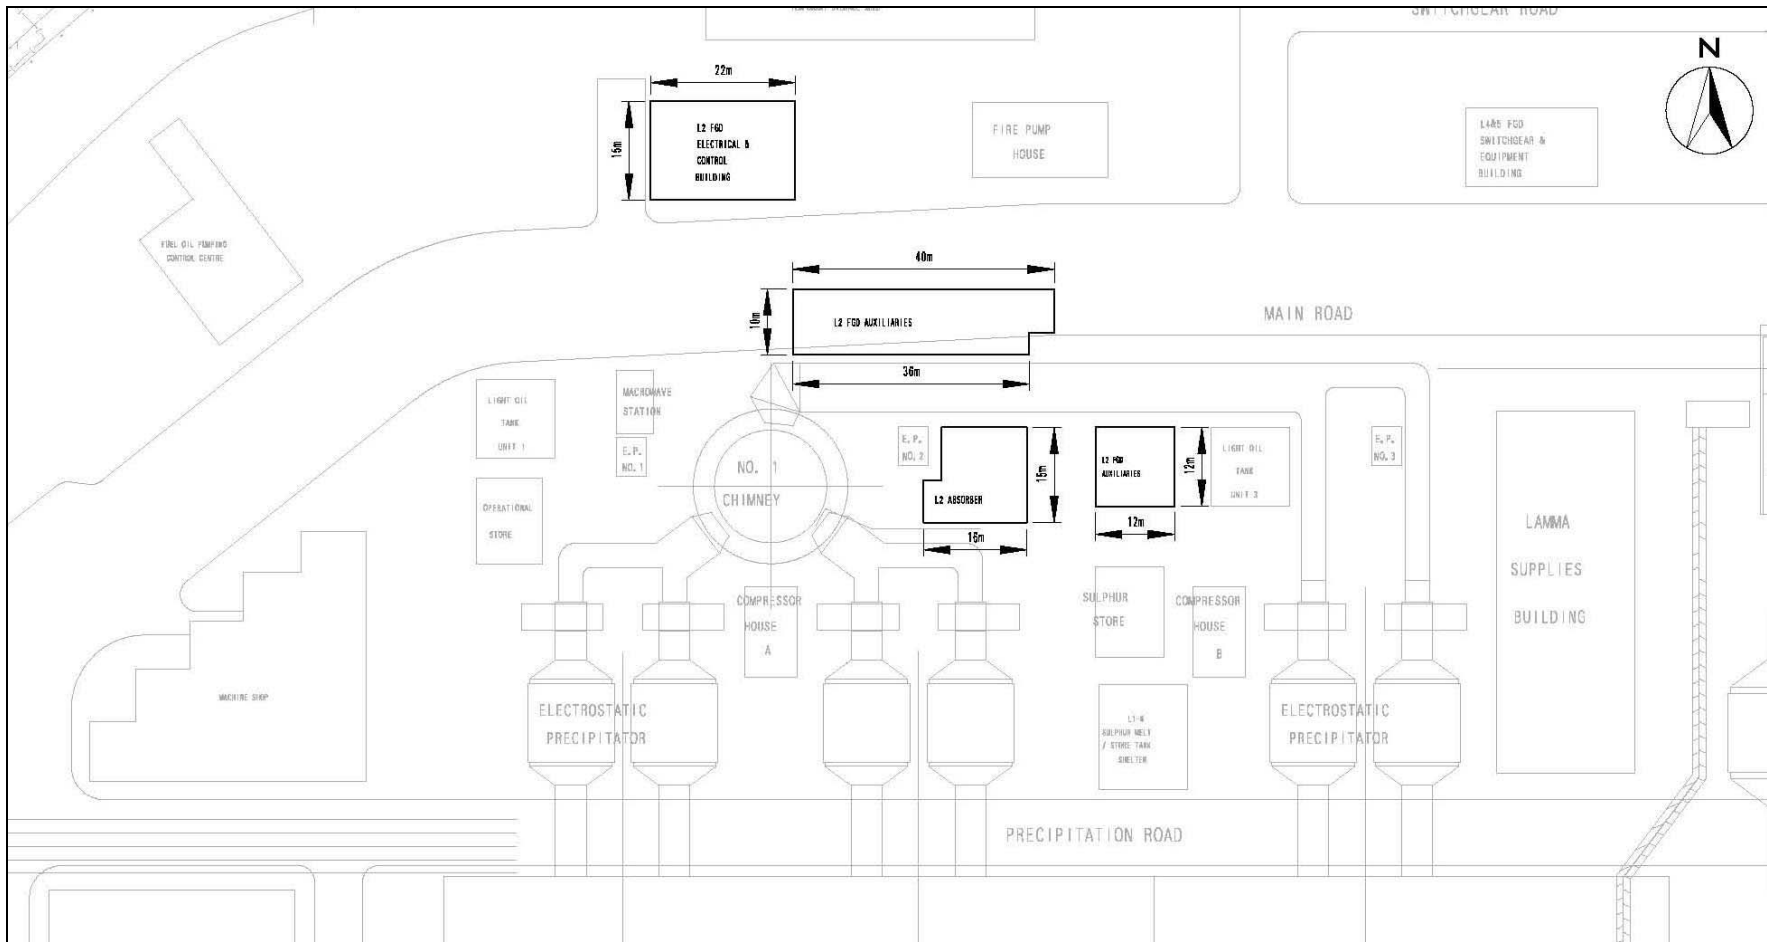 SWITCHGEAR ROAD
N
22m
15m
L2 FGD
ELECTRICAL &
CONTROL
BUILDING
FIRE PUMP
HOUSE
L4&5 FGD
SWITCHGEAR &
EQUIPMENT
BUILDING
FUEL OIL PUMPING
CONTROL CENTRE
40m
10m
L2 FGD AUXILIARIES
MAIN ROAD
36m
LIGHT OIL
TANK
UNIT 1
MACROWAVE
STATION
E.P.
NO.1
NO. 1
CHIMNEY
E.P.
NO.2
L2 ABSORBER
15m
16m
L2 FGD
AUXILIARIES
12m
12m
LIGHT OIL
TANK
UNIT 3
E.P.
NO.3
OPERATIONAL
STORE
LAMMA
SUPPLIES
BUILDING
COMPRESSOR
HOUSE
A
SULPHUR
STORE
COMPRESSOR
HOUSE
B
MACHINE SHOP
ELECTROSTATIC
PRECIPITATOR
SULPHUR MELT
/ STORE TANK
SHELTER
ELECTROSTATIC
PRECIPITATOR
PRECIPITATION ROAD